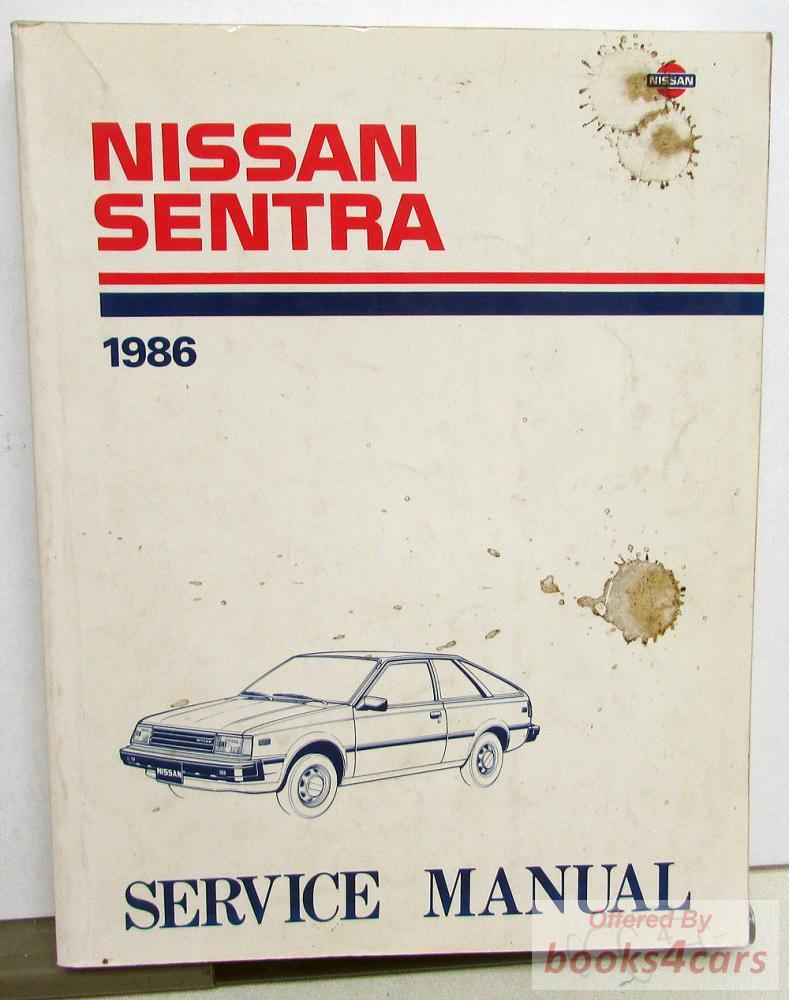 NISSAN
NISSAN
SENTRA
1986
NISSAN
SERVICE MANUAL
Offered By
books4cars